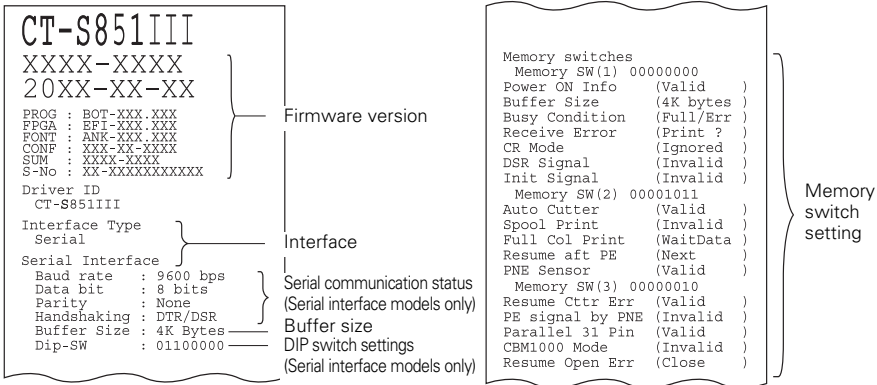 CT-S851III
XXXX-XXXX
20XX-XX-XX
PROG : BOT-XXX.XXX
FPGA : EFI-XXX.XXX
FONT : ANK-XXX.XXX
CONF : XXX-XX-XXXX
SUM : XXXX-XXXX
S-No : XX-XXXXXXXXXXX
Firmware version
Driver ID
CT-S851III
Interface Type
Serial
Interface
Serial Interface
Baud rate : 9600 bps
Data bit : 8 bits
Parity : None
Handshaking : DTR/DSR
Serial communication status
(Serial interface models only)
Buffer Size : 4K Bytes
Buffer size
Dip-SW : 01100000
DIP switch settings
(Serial interface models only)
Memory switches
Memory SW(1) 00000000
Power ON Info (Valid )
Buffer Size (4K bytes )
Busy Condition (Full/Err )
Receive Error (Print ? )
CR Mode (Ignored )
DSR Signal (Invalid )
Init Signal (Invalid )
Memory SW(2) 00001011
Auto Cutter (Valid )
Spool Print (Invalid )
Full Col Print (WaitData )
Resume aft PE (Next )
PNE Sensor (Valid )
Memory SW(3) 00000010
Resume Cttr Err (Valid )
PE signal by PNE (Invalid )
Parallel 31 Pin (Valid )
CBM1000 Mode (Invalid )
Resume Open Err (Close )
Memory
switch
setting